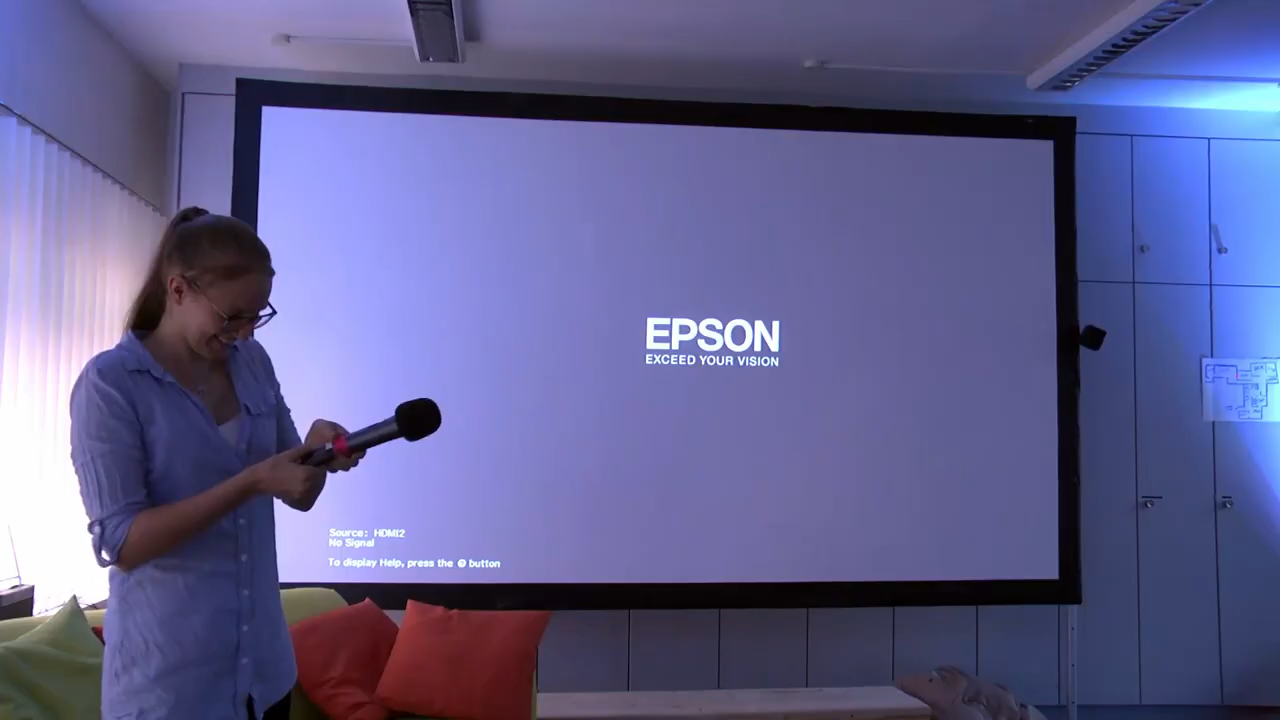 EPSON
EXCEED YOUR VISION
Source: HDMI2
No Signal
To display Help, press the button